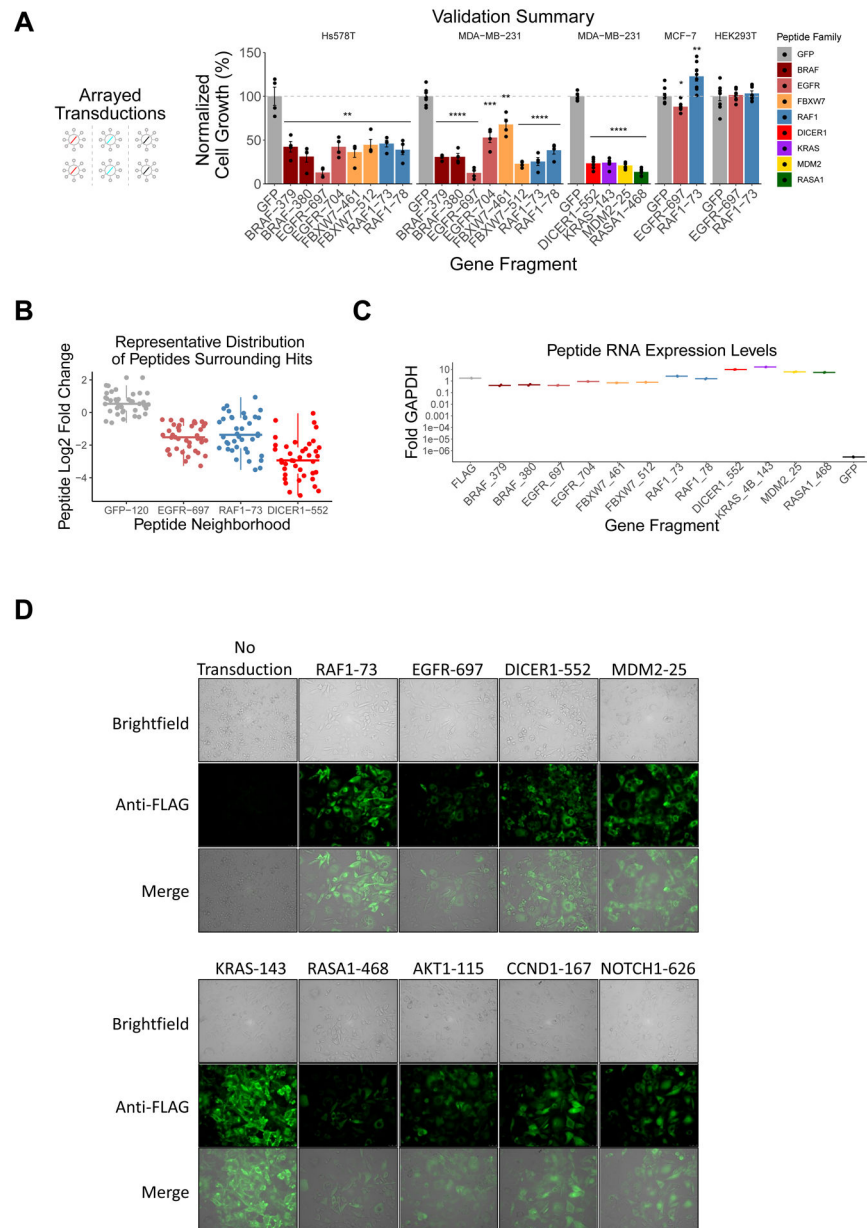 A
Validation Summary
Hs578T
MDA−MB−231
MDA−MB−231
MCF−7
HEK293T
Peptide Family
GFP
BRAF
EGFR
FBXW7
RAF1
DICER1
KRAS
MDM2
RASA1
Arrayed
Transductions
Normalized
Cell Growth (%)
150
100
50
0
**
****
***
**
****
****
*
**
GFP
BRAF−379
BRAF−380
EGFR−697
EGFR−704
FBXW7−461
FBXW7−512
RAF1−73
RAF1−78
GFP
BRAF−379
BRAF−380
EGFR−697
EGFR−704
FBXW7−461
FBXW7−512
RAF1−73
RAF1−78
GFP
DICER1−552
KRAS−143
MDM2−25
RASA1−468
GFP
EGFR−697
RAF1−73
GFP
EGFR−697
RAF1−73
Gene Fragment
B
Representative Distribution
of Peptides Surrounding Hits
Peptide Log2 Fold Change
2
0
−2
−4
GFP−120
EGFR−697
RAF1−73
DICER1−552
Peptide Neighborhood
C
Peptide RNA Expression Levels
Fold GAPDH
10
1
0.1
0.01
0.001
1e−04
1e−05
1e−06
FLAG
BRAF_379
BRAF_380
EGFR_697
EGFR_704
FBXW7_461
FBXW7_512
RAF1_73
RAF1_78
DICER1_552
KRAS_4B_143
MDM2_25
RASA1_468
GFP
Gene Fragment
D
No
Transduction
RAF1-73
EGFR-697
DICER1-552
MDM2-25
Brightfield
Anti-FLAG
Merge
KRAS-143
RASA1-468
AKT1-115
CCND1-167
NOTCH1-626
Brightfield
Anti-FLAG
Merge